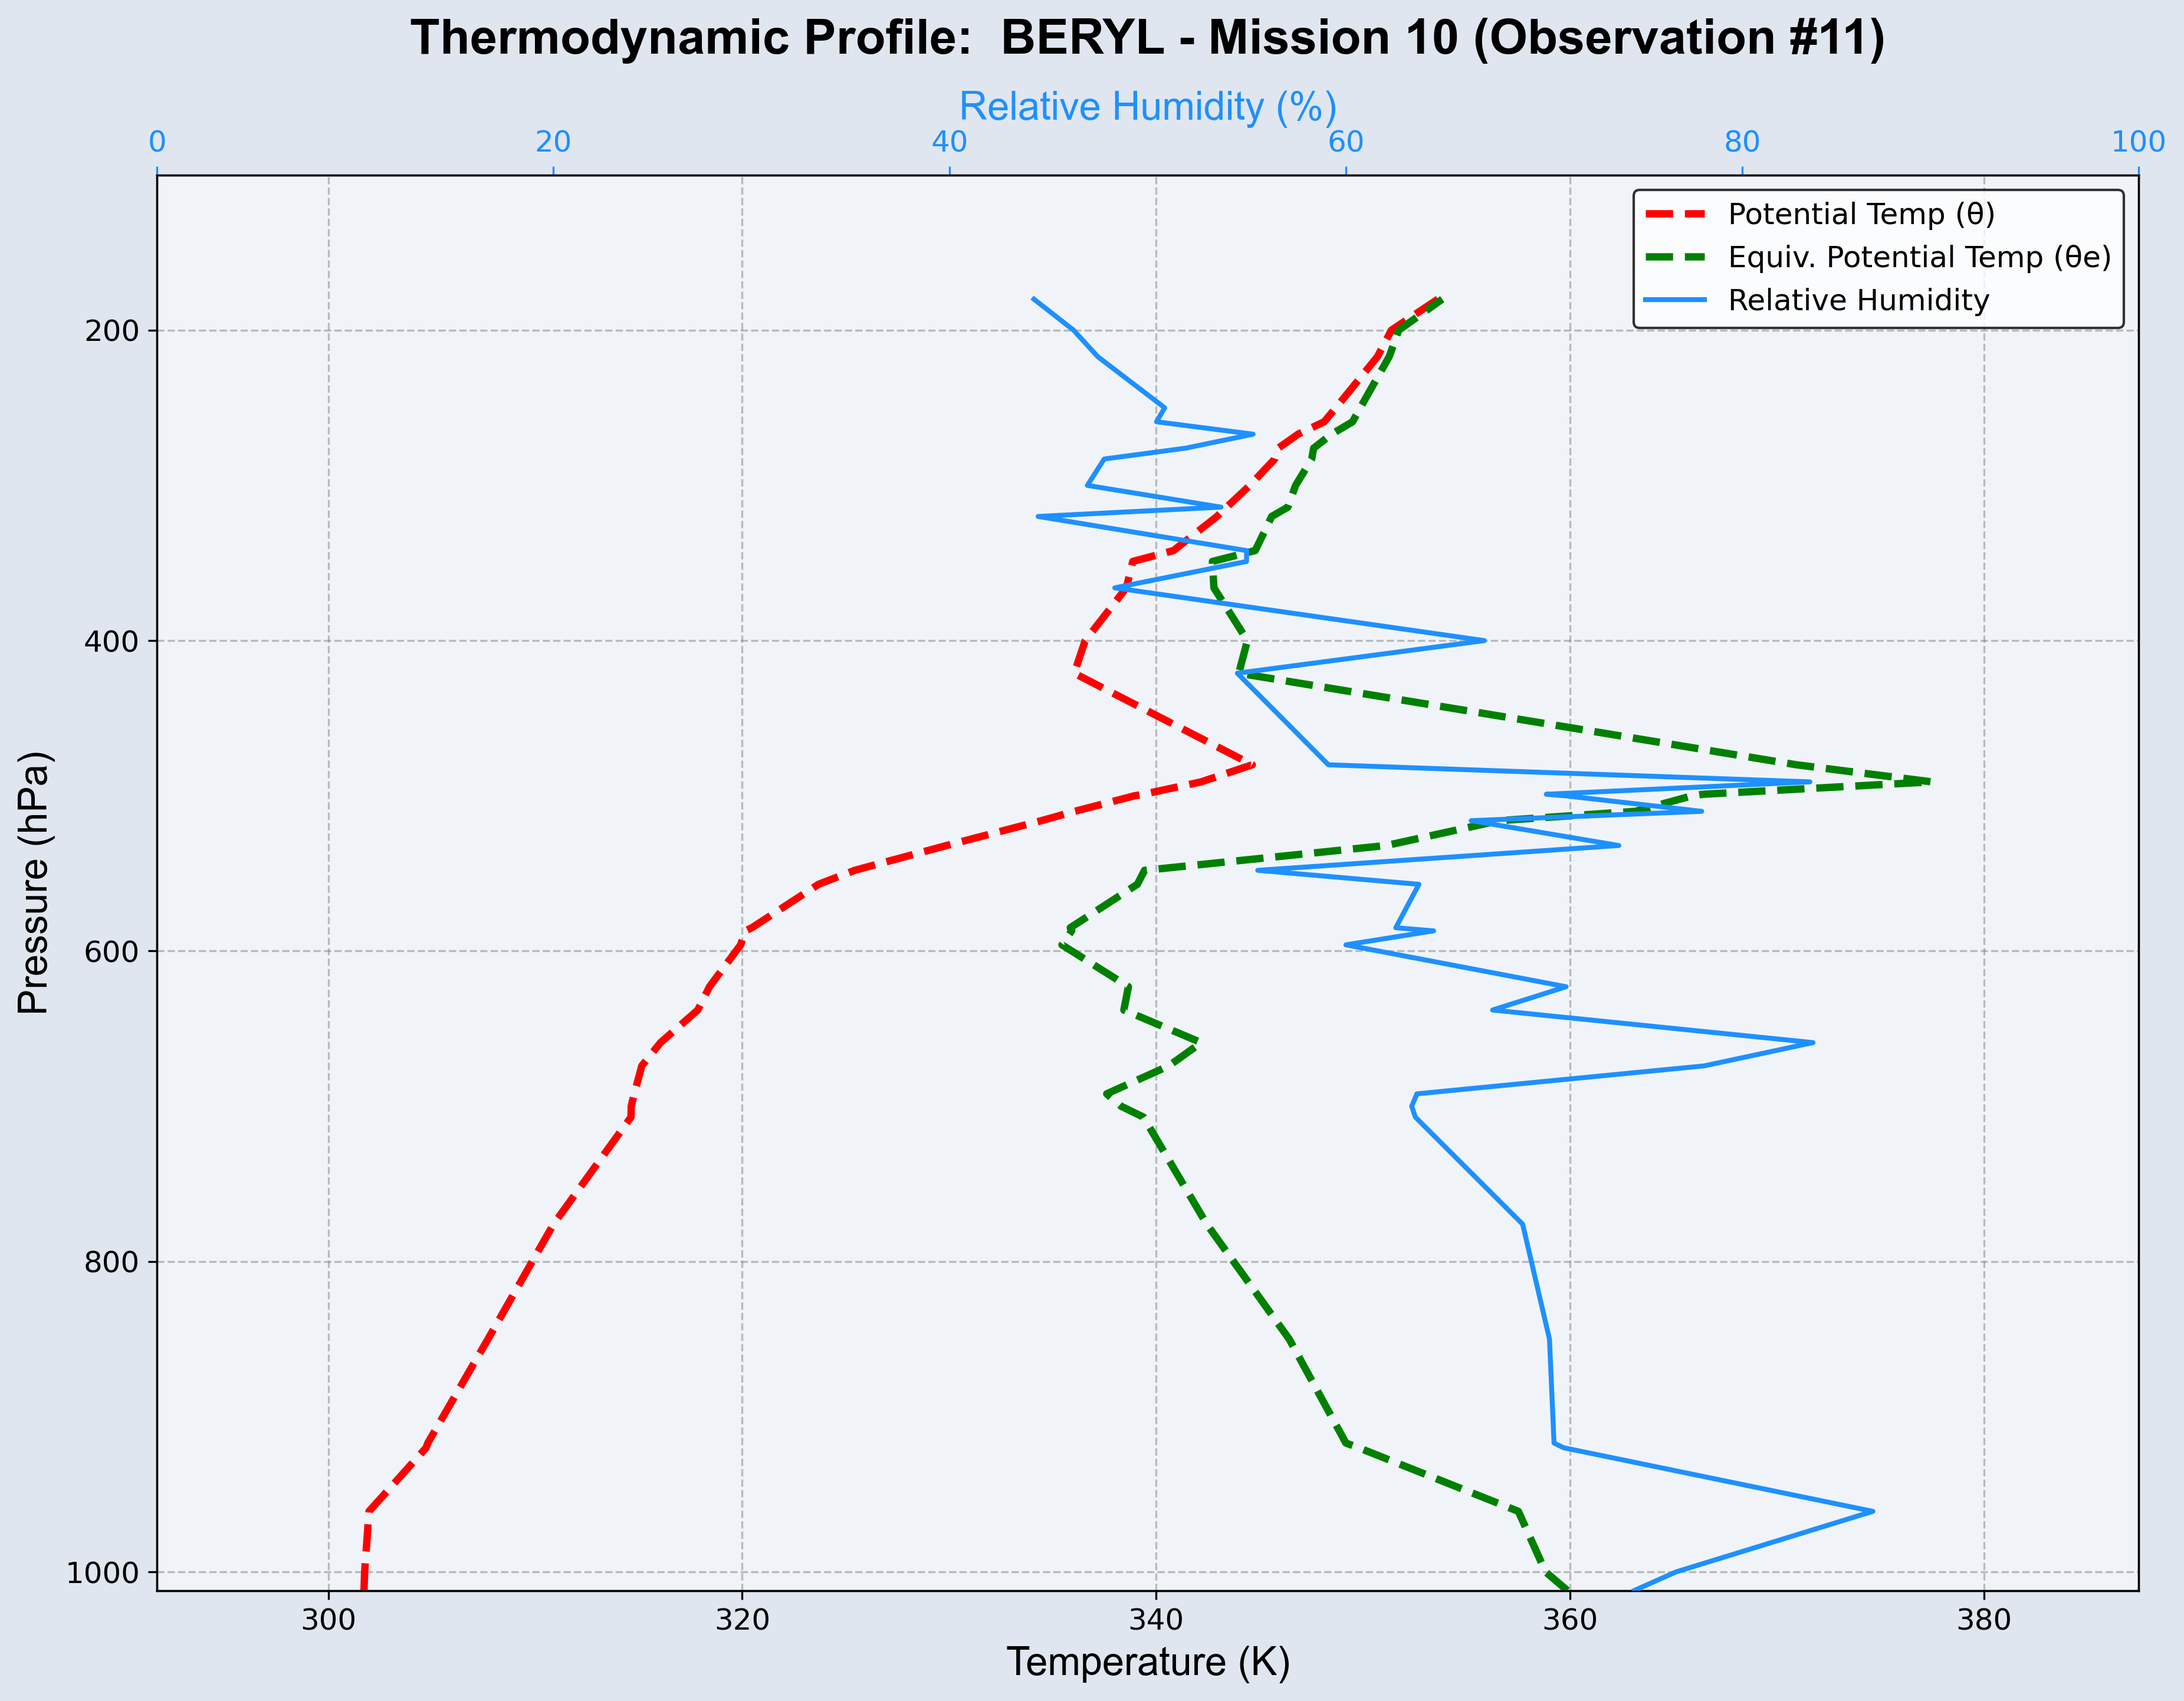 Thermodynamic Profile:  BERYL - Mission 10 (Observation #11)
Relative Humidity (%)
0 20 40 60 80 100
Potential Temp (θ)
Equiv. Potential Temp (θe)
Relative Humidity
200
400
600
800
1000
Pressure (hPa)
300 320 340 360 380
Temperature (K)